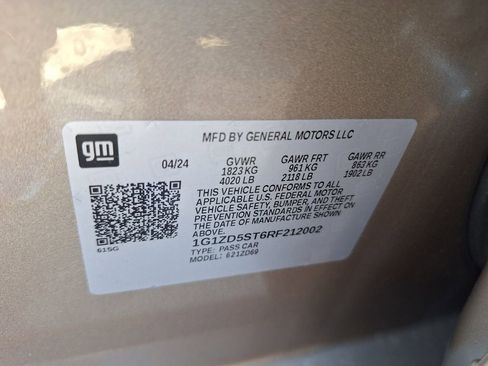 gm
MFD BY GENERAL MOTORS LLC
04/24 GVWR GAWR FRT GAWR RR
1823 KG 961 KG 863 KG
4020 LB 2118 LB 1902 LB
THIS VEHICLE CONFORMS TO ALL
APPLICABLE U.S. FEDERAL MOTOR
VEHICLE SAFETY, BUMPER, AND THEFT
PREVENTION STANDARDS IN EFFECT ON
THE DATE OF MANUFACTURE SHOWN
ABOVE.
1G1ZD5ST6RF212002
TYPE: PASS CAR
MODEL: 621ZD69
615G